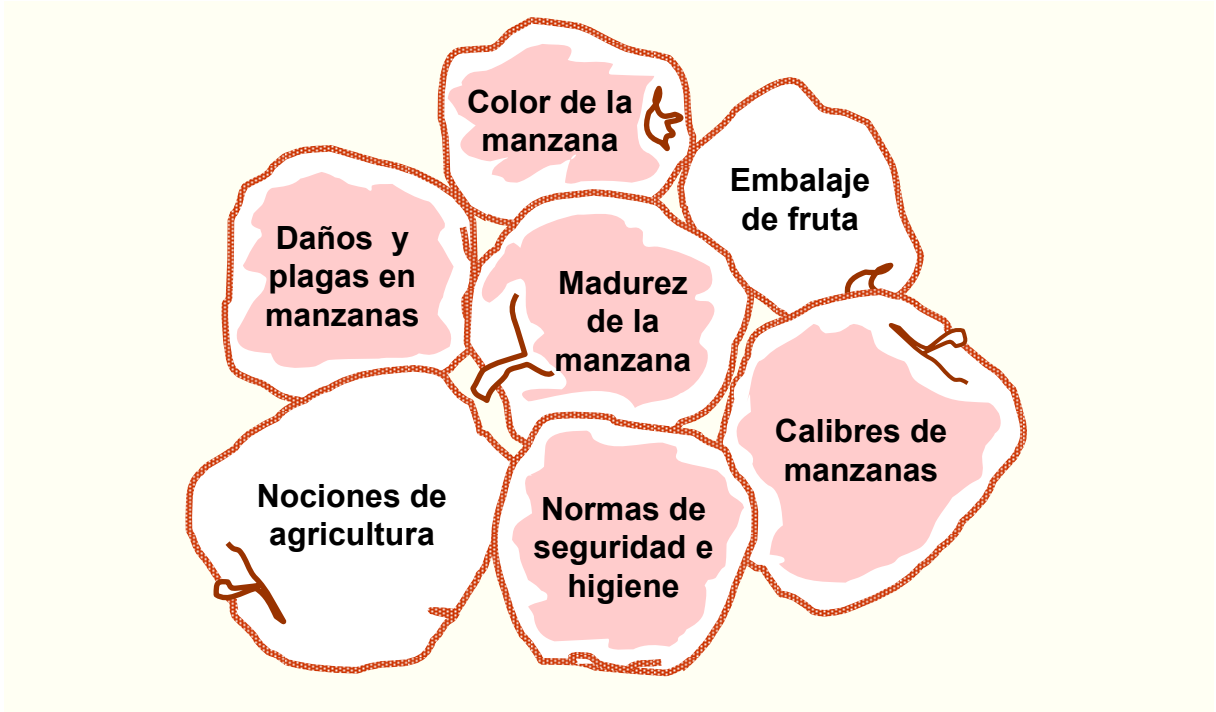 Color de la
manzana
Embalaje
de fruta
Daños y
plagas en
manzanas
Madurez
de la
manzana
Calibres de
manzanas
Nociones de
agricultura
Normas de
seguridad e
higiene